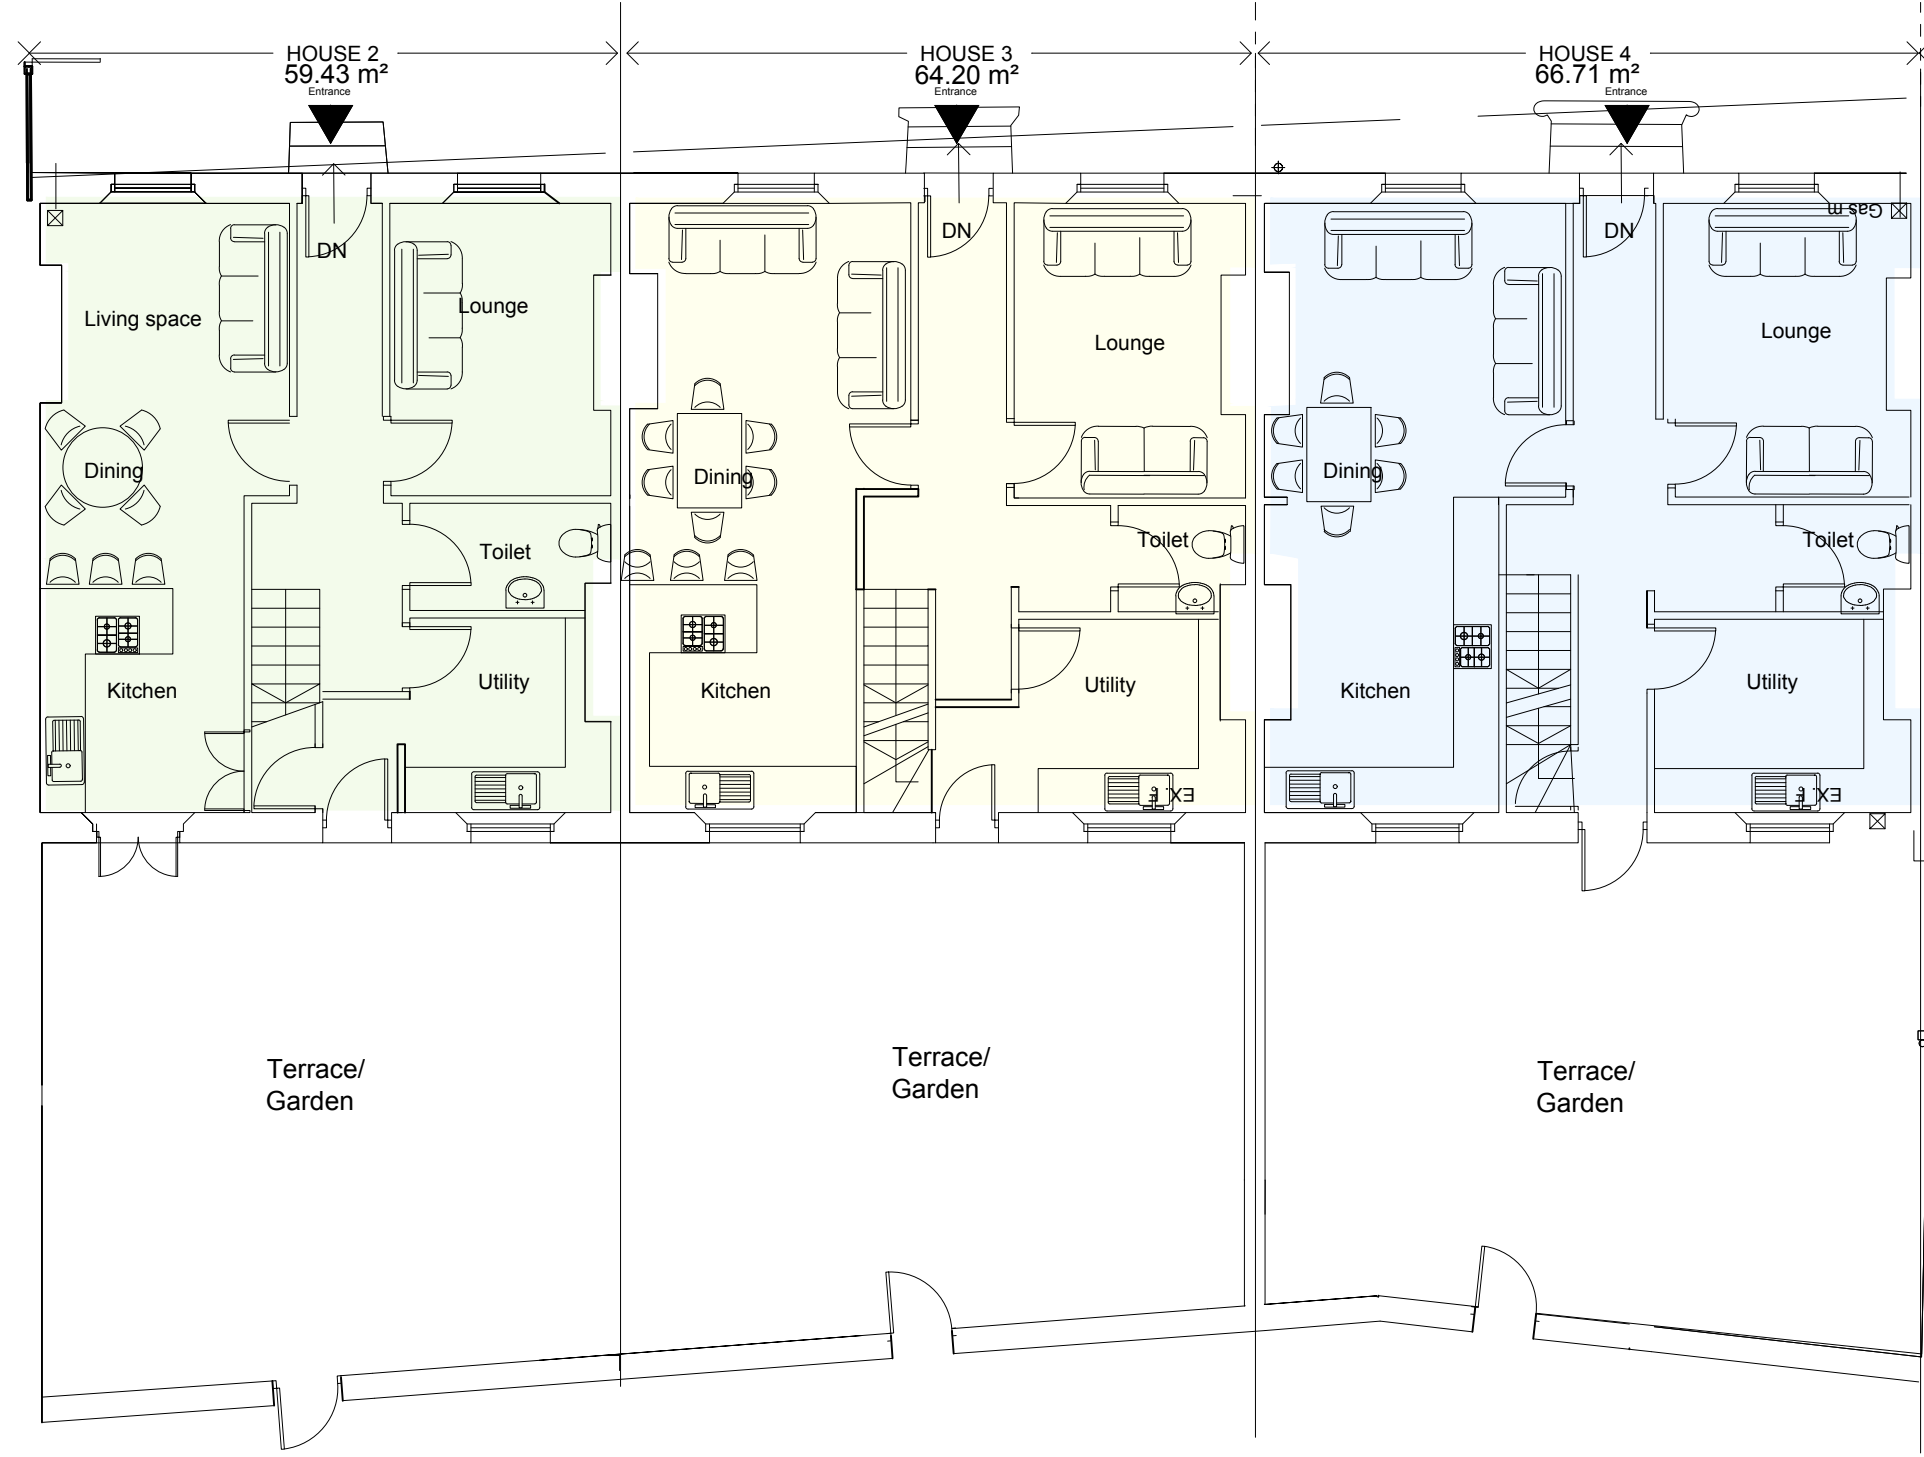 HOUSE 2
59.43 m²
Entrance
HOUSE 3
64.20 m²
Entrance
HOUSE 4
66.71 m²
Entrance
DN
DN
DN
Gas m
Living space
Lounge
Lounge
Lounge
Dining
Dining
Dining
Toilet
Toilet
Toilet
Kitchen
Utility
Kitchen
Utility
Kitchen
Utility
EX. F
EX. F
Terrace/
Garden
Terrace/
Garden
Terrace/
Garden